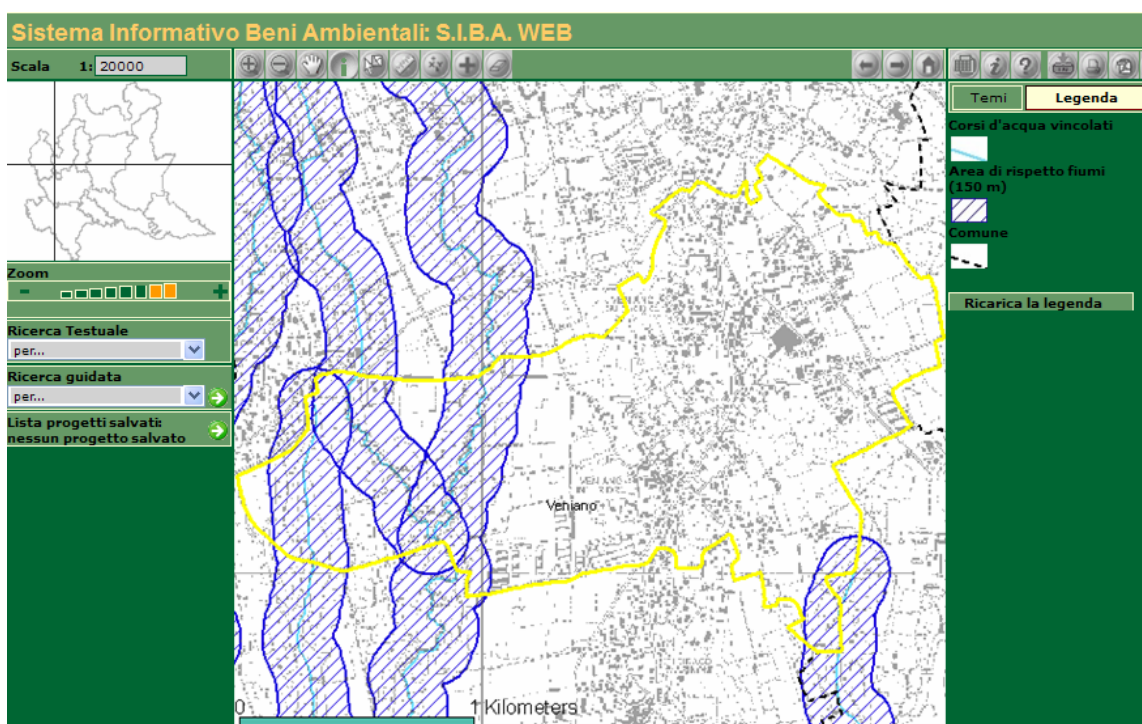 Sistema Informativo Beni Ambientali: S.I.B.A. WEB
Scala 1: 20000
Temi Legenda
Corsi d'acqua vincolati
Area di rispetto fiumi
(150 m)
Comune
Ricarica la legenda
Zoom
Ricerca Testuale
per...
Ricerca guidata
per...
Lista progetti salvati:
nessun progetto salvato
Veniano
0 1 Kilometers